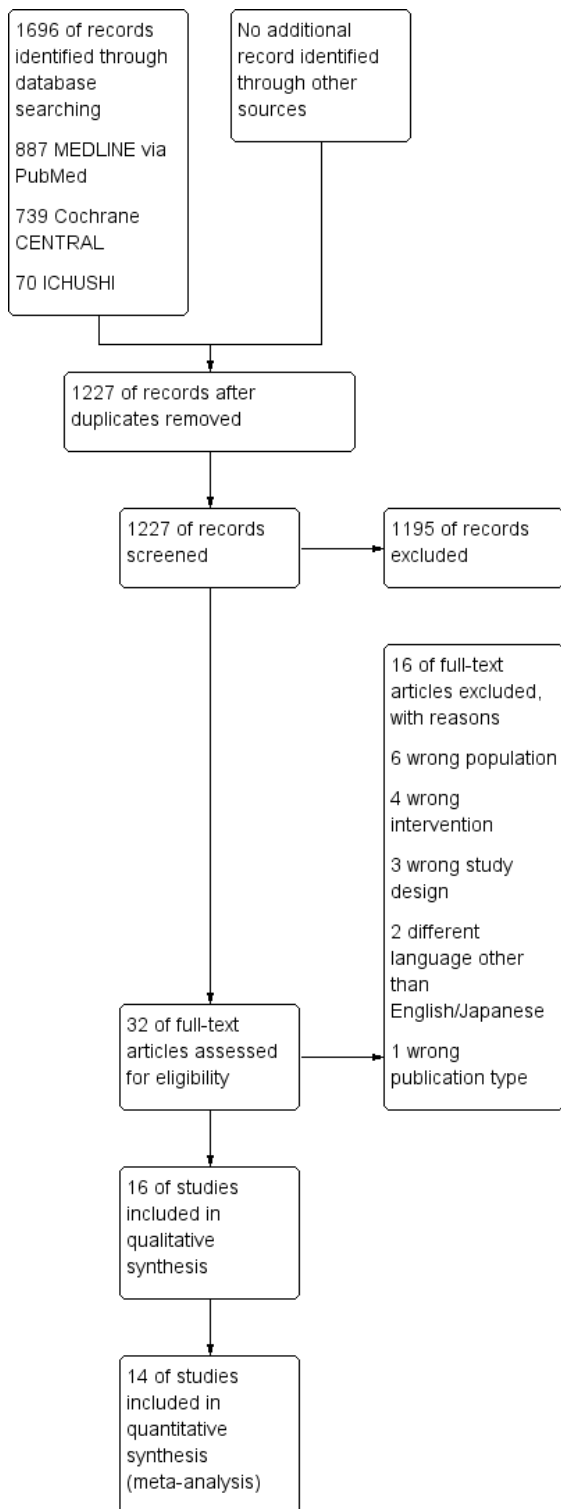 1696 of records
identified through
database
searching
887 MEDLINE via
PubMed
739 Cochrane
CENTRAL
70 ICHUSHI
No additional
record identified
through other
sources
1227 of records after
duplicates removed
1227 of records
screened
1195 of records
excluded
16 of full-text
articles excluded,
with reasons
6 wrong population
4 wrong
intervention
3 wrong study
design
2 different
language other
than
English/Japanese
1 wrong
publication type
32 of full-text
articles assessed
for eligibility
16 of studies
included in
qualitative
synthesis
14 of studies
included in
quantitative
synthesis
(meta-analysis)